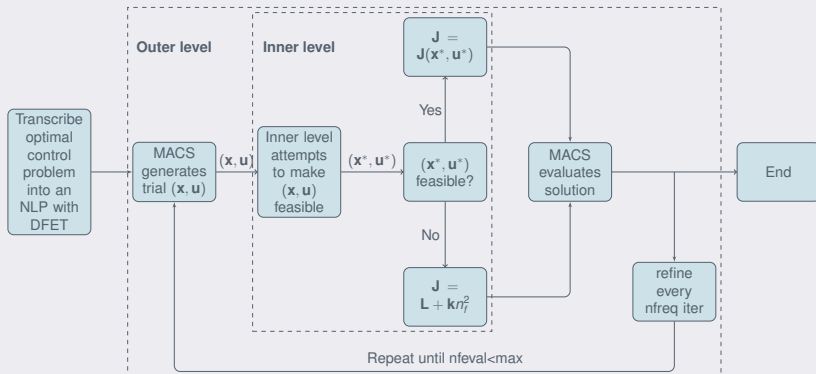 Outer level
Inner level
J =
J(x*, u*)
Yes
Transcribe
optimal
control
problem
into an
NLP with
DFET
MACS
generates
trial (x, u)
(x, u)
Inner level
attempts
to make
(x, u)
feasible
(x*, u*)
(x*, u*)
feasible?
MACS
evaluates
solution
End
No
J =
L + kn_f^2
refine
every
nfreq iter
Repeat until nfeval<max